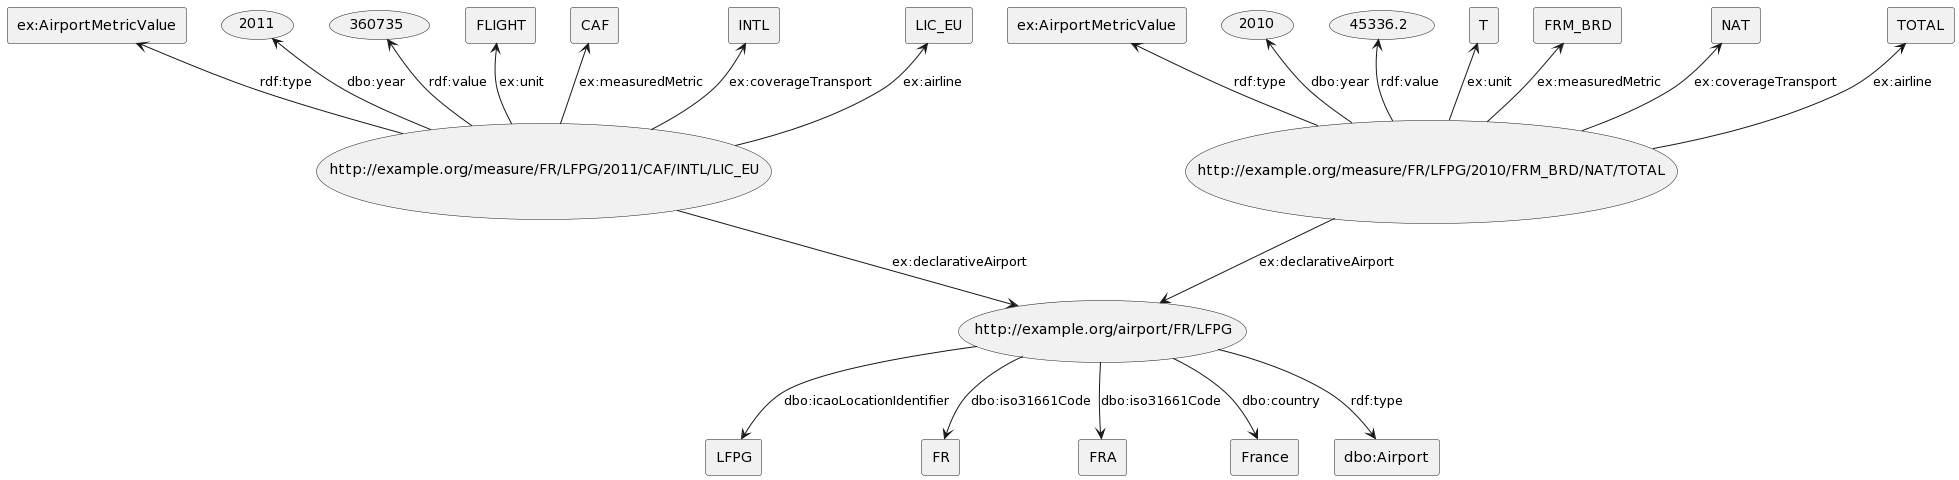 ex:AirportMetricValue
2011
360735
FLIGHT
CAF
INTL
LIC_EU
ex:AirportMetricValue
2010
45336.2
T
FRM_BRD
NAT
TOTAL
rdf:type
dbo:year
rdf:value
ex:unit
ex:measuredMetric
ex:coverageTransport
ex:airline
rdf:type
dbo:year
rdf:value
ex:unit
ex:measuredMetric
ex:coverageTransport
ex:airline
http://example.org/measure/FR/LFPG/2011/CAF/INTL/LIC_EU
http://example.org/measure/FR/LFPG/2010/FRM_BRD/NAT/TOTAL
ex:declarativeAirport
ex:declarativeAirport
http://example.org/airport/FR/LFPG
dbo:icaoLocationIdentifier
dbo:iso31661Code
dbo:iso31661Code
dbo:country
rdf:type
LFPG
FR
FRA
France
dbo:Airport